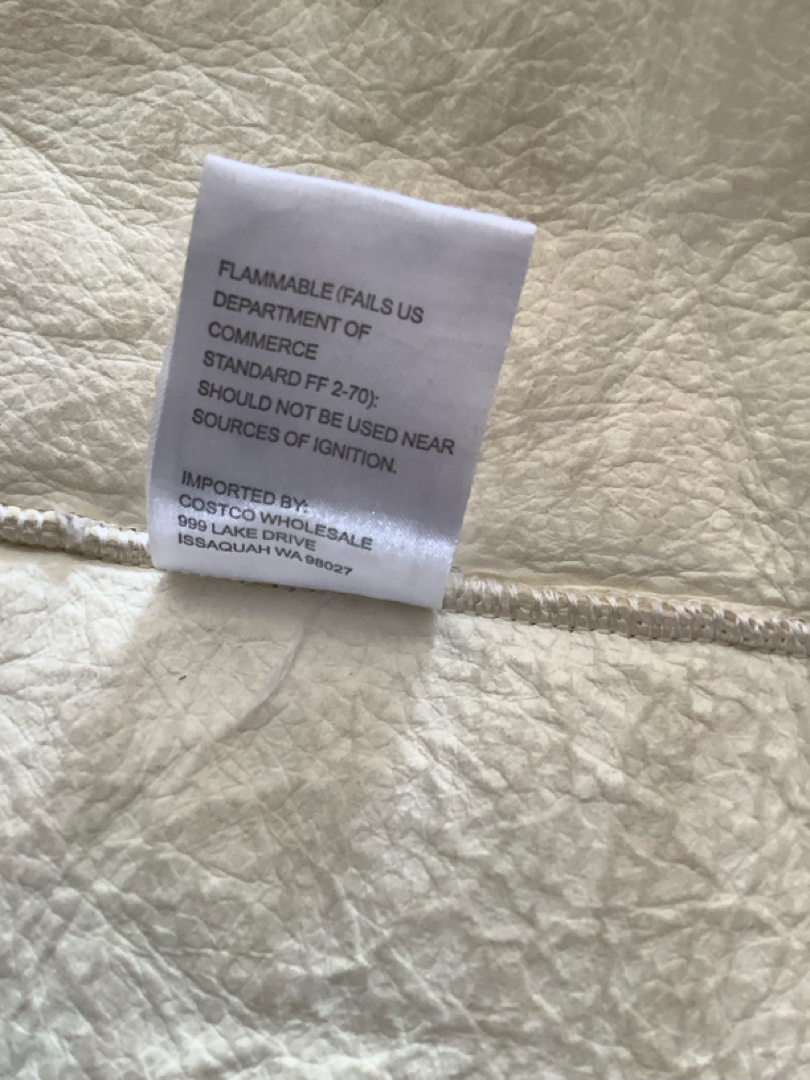 FLAMMABLE (FAILS US
DEPARTMENT OF
COMMERCE
STANDARD FF 2-70):
SHOULD NOT BE USED NEAR
SOURCES OF IGNITION.
IMPORTED BY:
COSTCO WHOLESALE
999 LAKE DRIVE
ISSAQUAH WA 98027